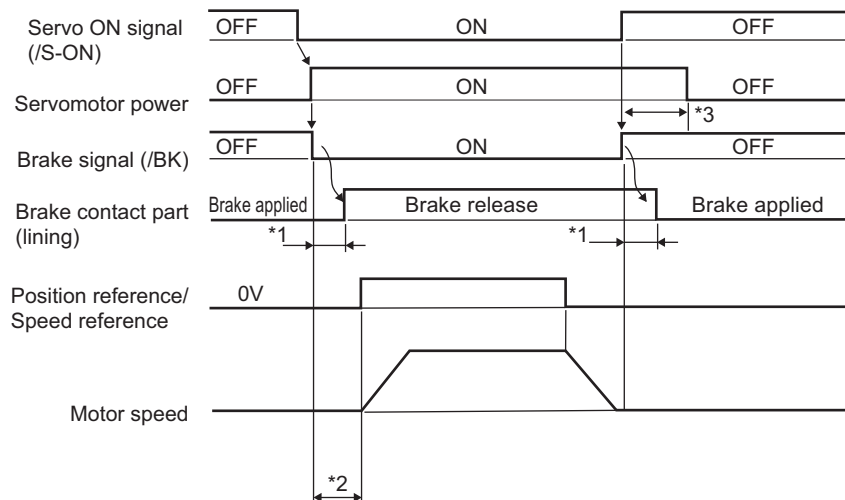 Servo ON signal
(/S-ON)
OFF ON OFF
Servomotor power
OFF ON OFF
*3
Brake signal (/BK)
OFF ON OFF
Brake contact part
(lining)
Brake applied Brake release Brake applied
*1 *1
Position reference/
Speed reference
0V
Motor speed
*2